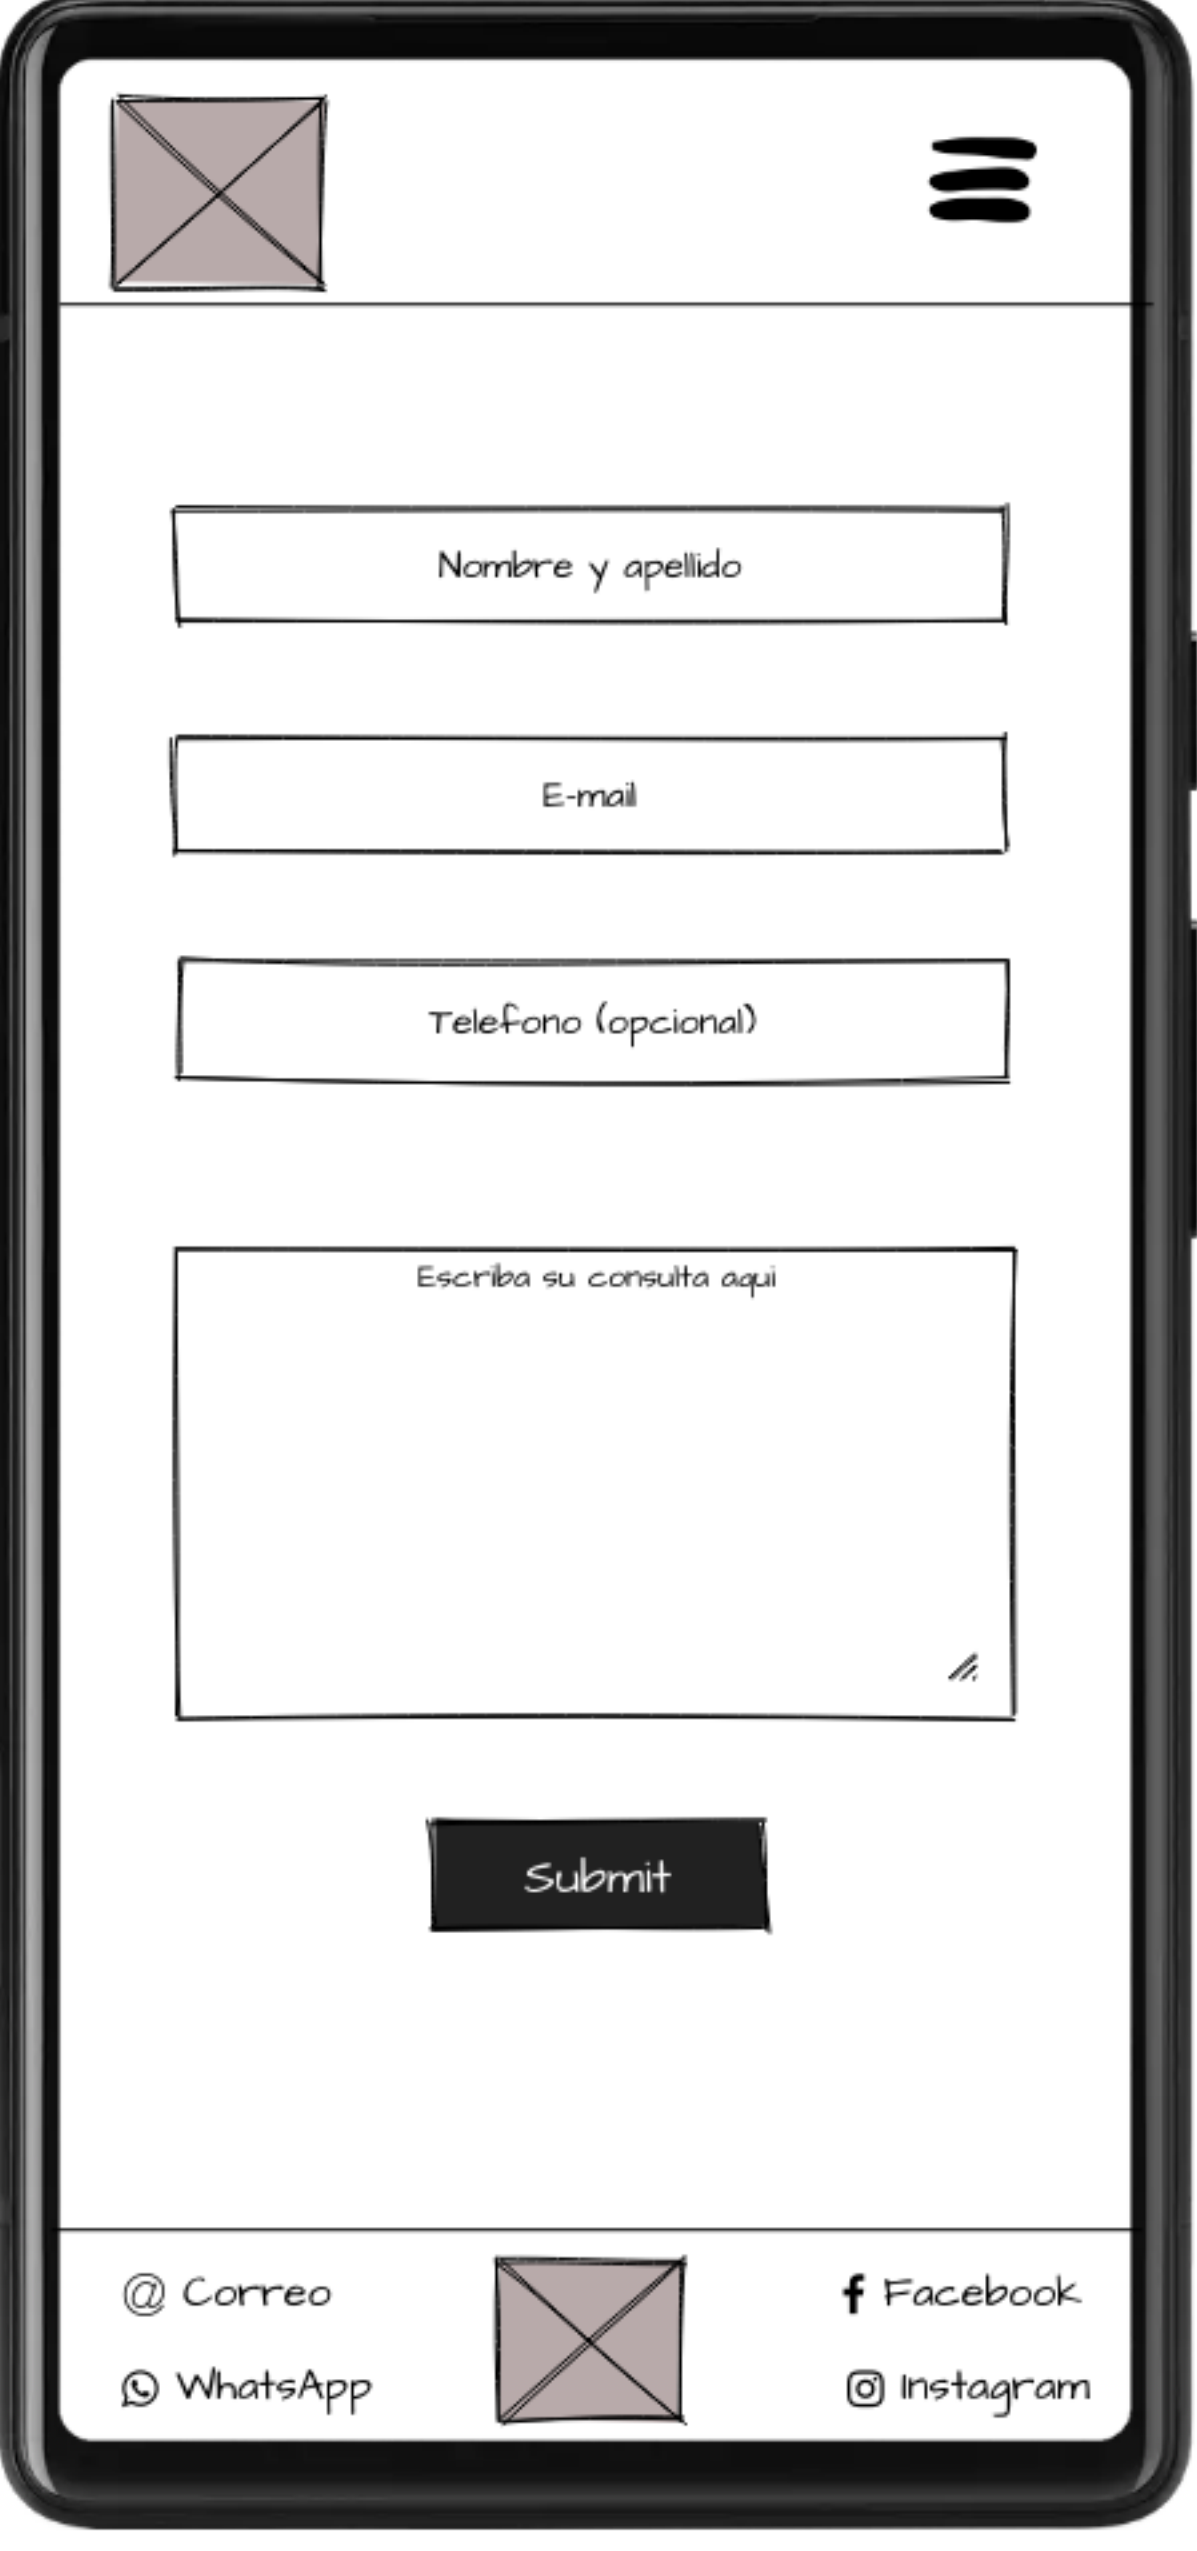 Nombre y apellido
E-mail
Telefono (opcional)
Escriba su consulta aqui
Submit
@ Correo
WhatsApp
Facebook
Instagram